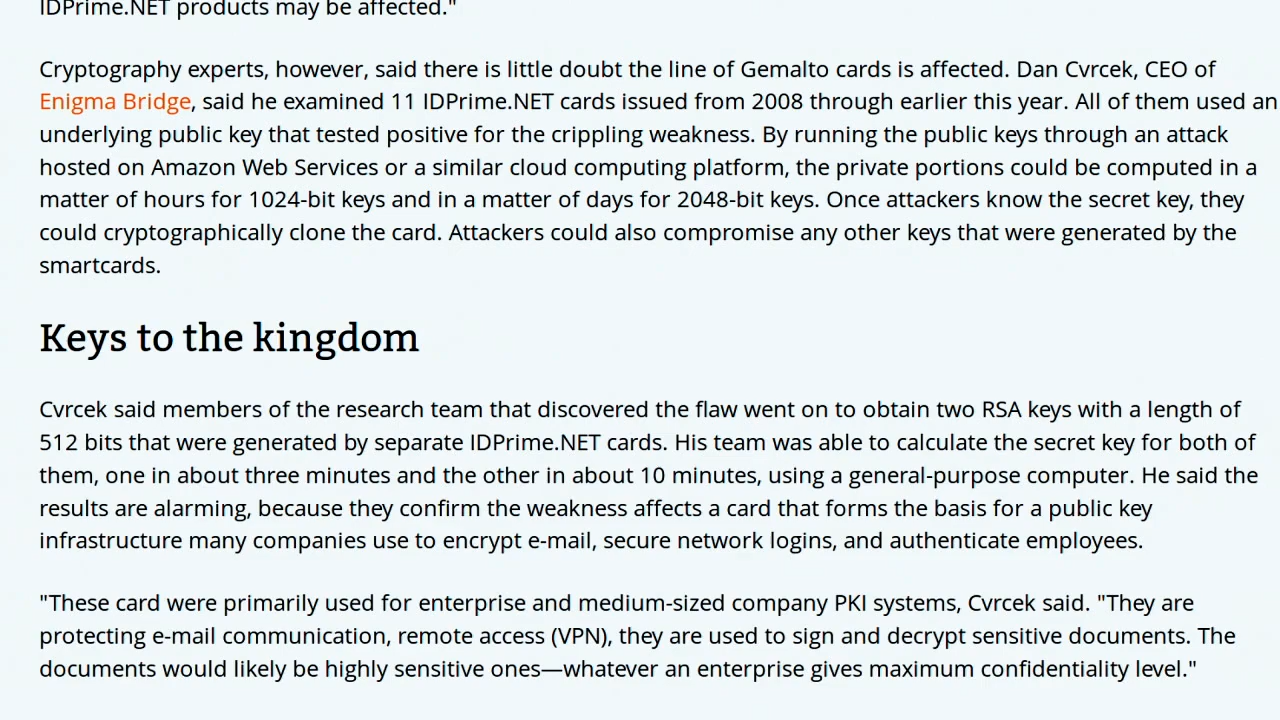 IDPrime.NET products may be affected."
Cryptography experts, however, said there is little doubt the line of Gemalto cards is affected. Dan Cvrcek, CEO of
Enigma Bridge, said he examined 11 IDPrime.NET cards issued from 2008 through earlier this year. All of them used an
underlying public key that tested positive for the crippling weakness. By running the public keys through an attack
hosted on Amazon Web Services or a similar cloud computing platform, the private portions could be computed in a
matter of hours for 1024-bit keys and in a matter of days for 2048-bit keys. Once attackers know the secret key, they
could cryptographically clone the card. Attackers could also compromise any other keys that were generated by the
smartcards.
Keys to the kingdom
Cvrcek said members of the research team that discovered the flaw went on to obtain two RSA keys with a length of
512 bits that were generated by separate IDPrime.NET cards. His team was able to calculate the secret key for both of
them, one in about three minutes and the other in about 10 minutes, using a general-purpose computer. He said the
results are alarming, because they confirm the weakness affects a card that forms the basis for a public key
infrastructure many companies use to encrypt e-mail, secure network logins, and authenticate employees.
"These card were primarily used for enterprise and medium-sized company PKI systems, Cvrcek said. "They are
protecting e-mail communication, remote access (VPN), they are used to sign and decrypt sensitive documents. The
documents would likely be highly sensitive ones—whatever an enterprise gives maximum confidentiality level."